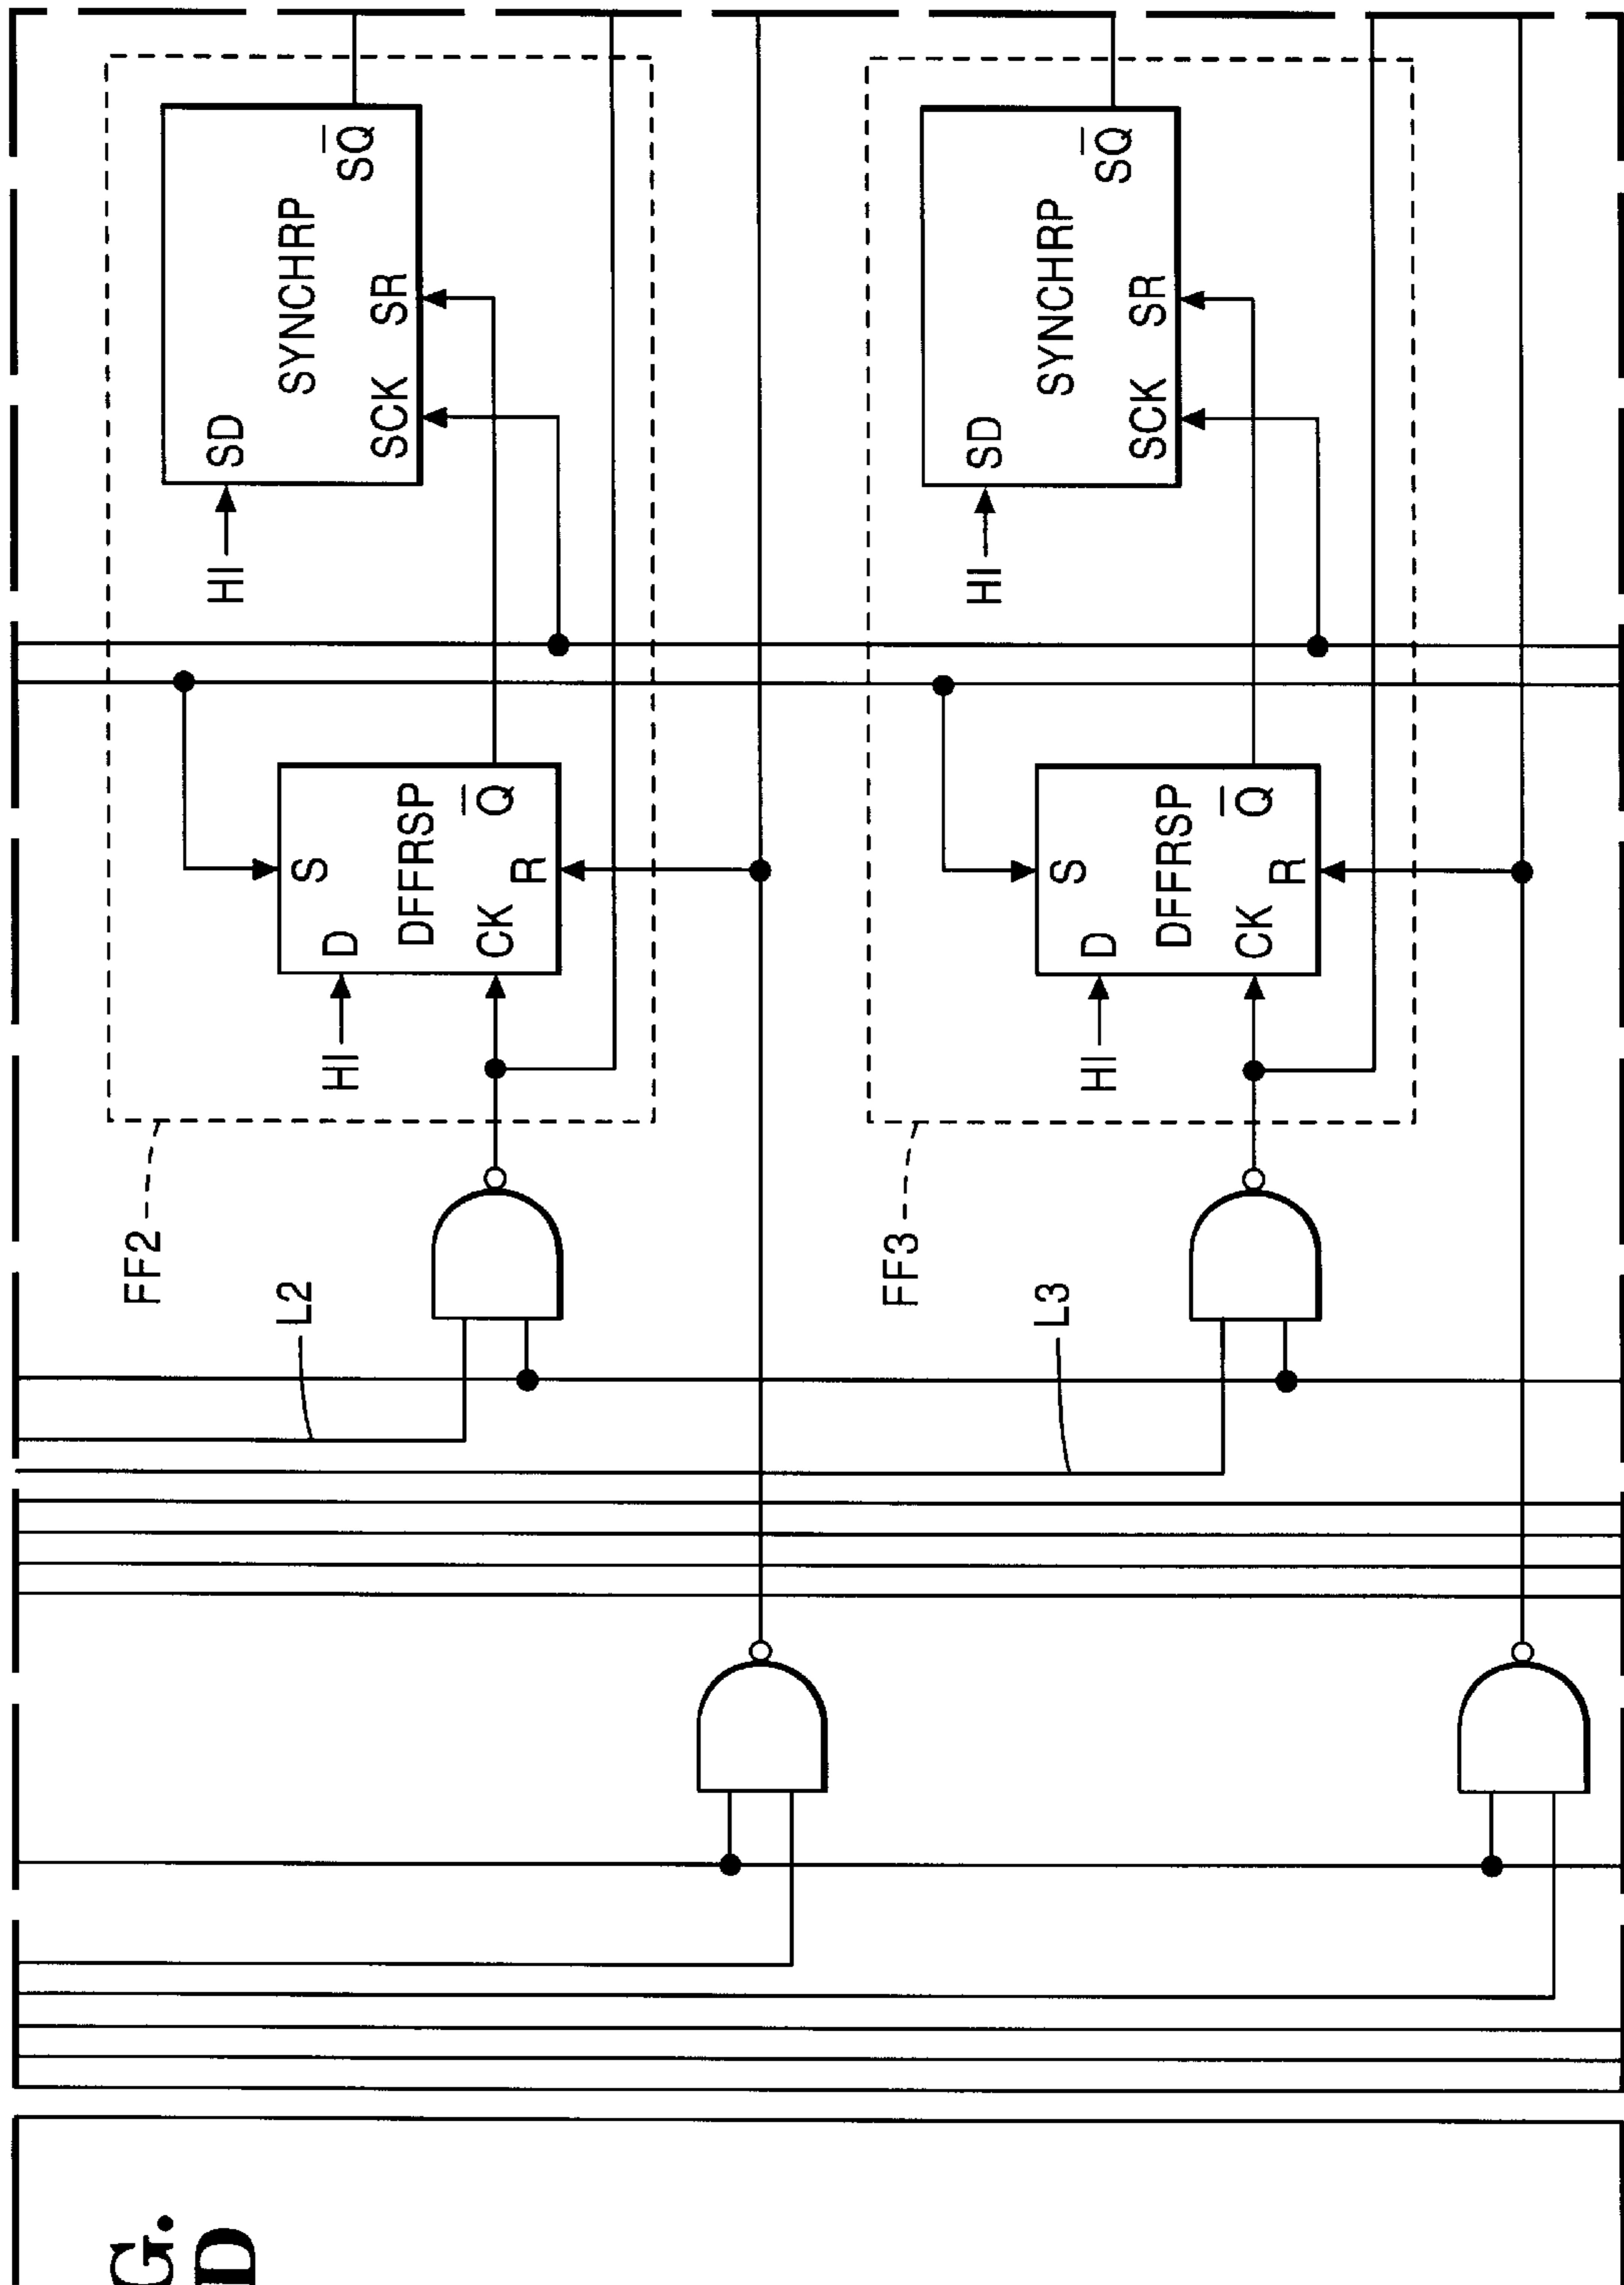 G.
D
FF2
L2
HI
D
S
DFFRSP
CK
Q̅
R
HI
SD
SYNCHRP
SCK
SR
SQ̅
FF3
L3
HI
D
S
DFFRSP
CK
Q̅
R
HI
SD
SYNCHRP
SCK
SR
SQ̅